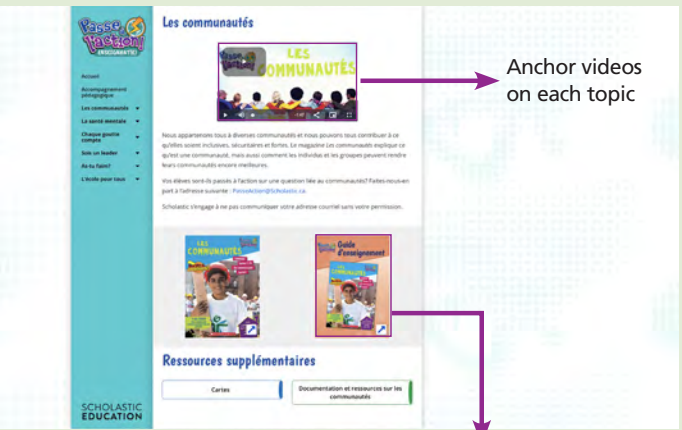 Passe à
l'action!
ENSEIGNANT(E)
Accueil
Accompagnement
pédagogique
Les communautés
La santé mentale
Chaque goutte
compte
Sois un leader
As-tu faim?
L'école pour tous
SCHOLASTIC
EDUCATION
Les communautés
LES
COMMUNAUTÉS
Anchor videos
on each topic
Nous appartenons tous à diverses communautés et nous pouvons tous contribuer à ce
qu'elles soient inclusives, sécuritaires et fortes. Le magazine Les communautés explique ce
qu'est une communauté, mais aussi comment les individus et les groupes peuvent rendre
leurs communautés encore meilleures.
Vos élèves sont-ils passés à l'action sur une question liée au communautés? Faites-nous-en
part à l'adresse suivante : PasseAction@Scholastic.ca.
Scholastic s'engage à ne pas communiquer votre adresse courriel sans votre permission.
LES
COMMUNAUTÉS
Guide
d'enseignement
LES
COMMUNAUTÉS
Ressources supplémentaires
Cartes
Documentation et ressources sur les
communautés